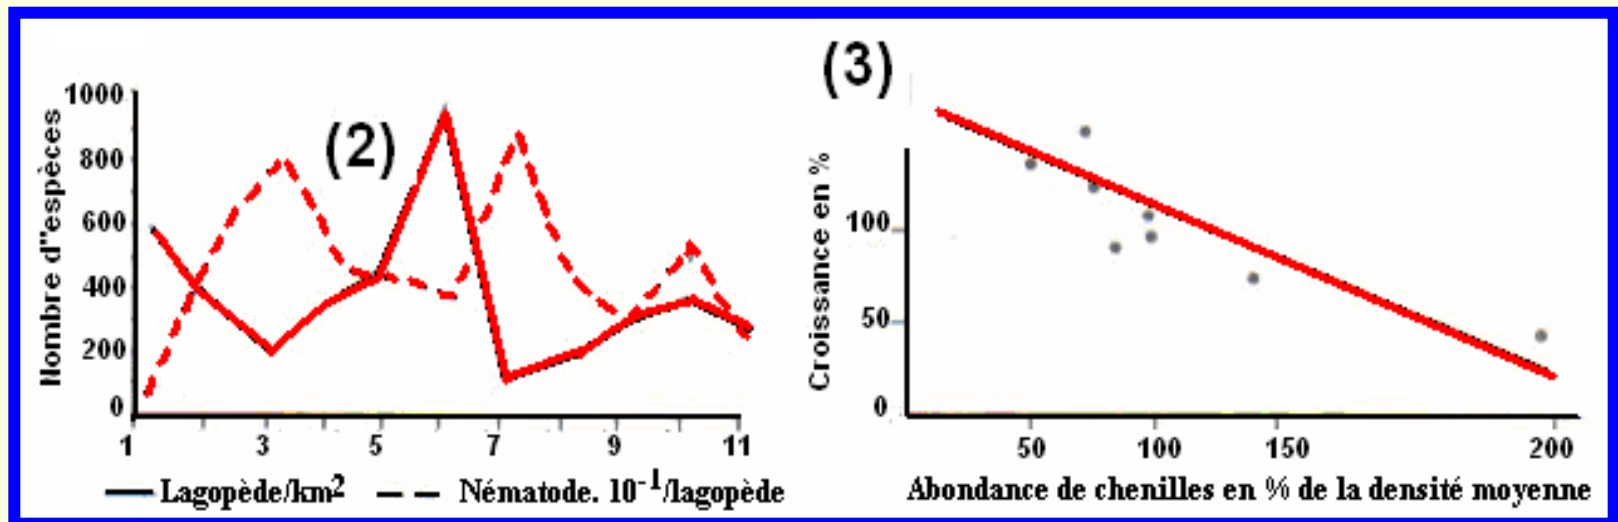 (2)
Nombre d"espèces
1000
800
600
400
200
0
1 3 5 7 9 11
Lagopède/km² Nématode. 10⁻¹/lagopède
(3)
Croissance en %
100
50
0
50 100 150 200
Abondance de chenilles en % de la densité moyenne